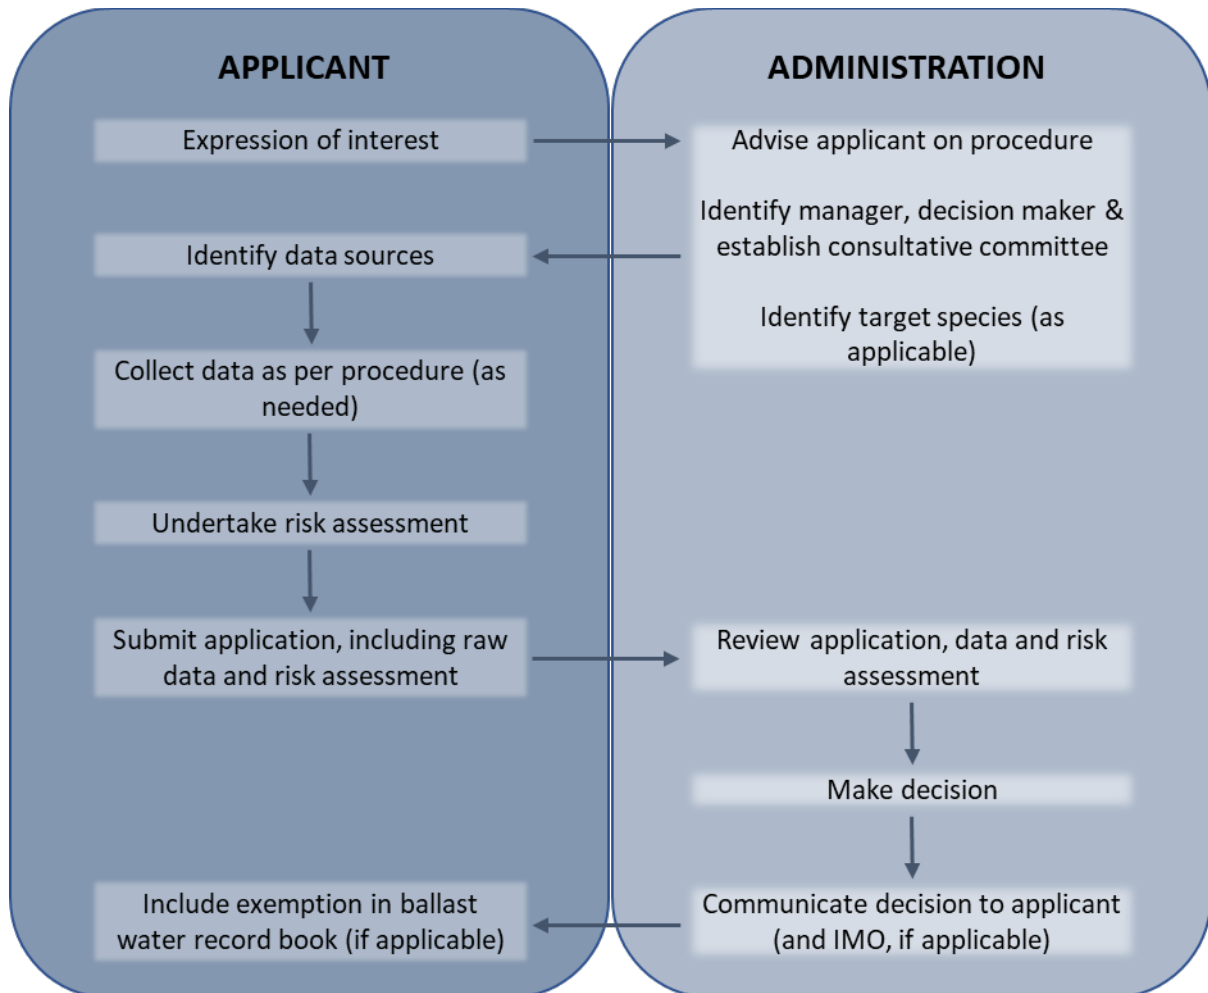 APPLICANT
Expression of interest
Identify data sources
Collect data as per procedure (as
needed)
Undertake risk assessment
Submit application, including raw
data and risk assessment
Include exemption in ballast
water record book (if applicable)
ADMINISTRATION
Advise applicant on procedure
Identify manager, decision maker &
establish consultative committee
Identify target species (as
applicable)
Review application, data and risk
assessment
Make decision
Communicate decision to applicant
(and IMO, if applicable)